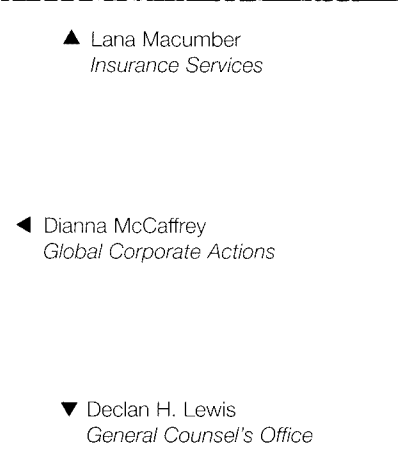 ▲ Lana Macumber
Insurance Services
◀ Dianna McCaffrey
Global Corporate Actions
▼ Declan H. Lewis
General Counsel's Office